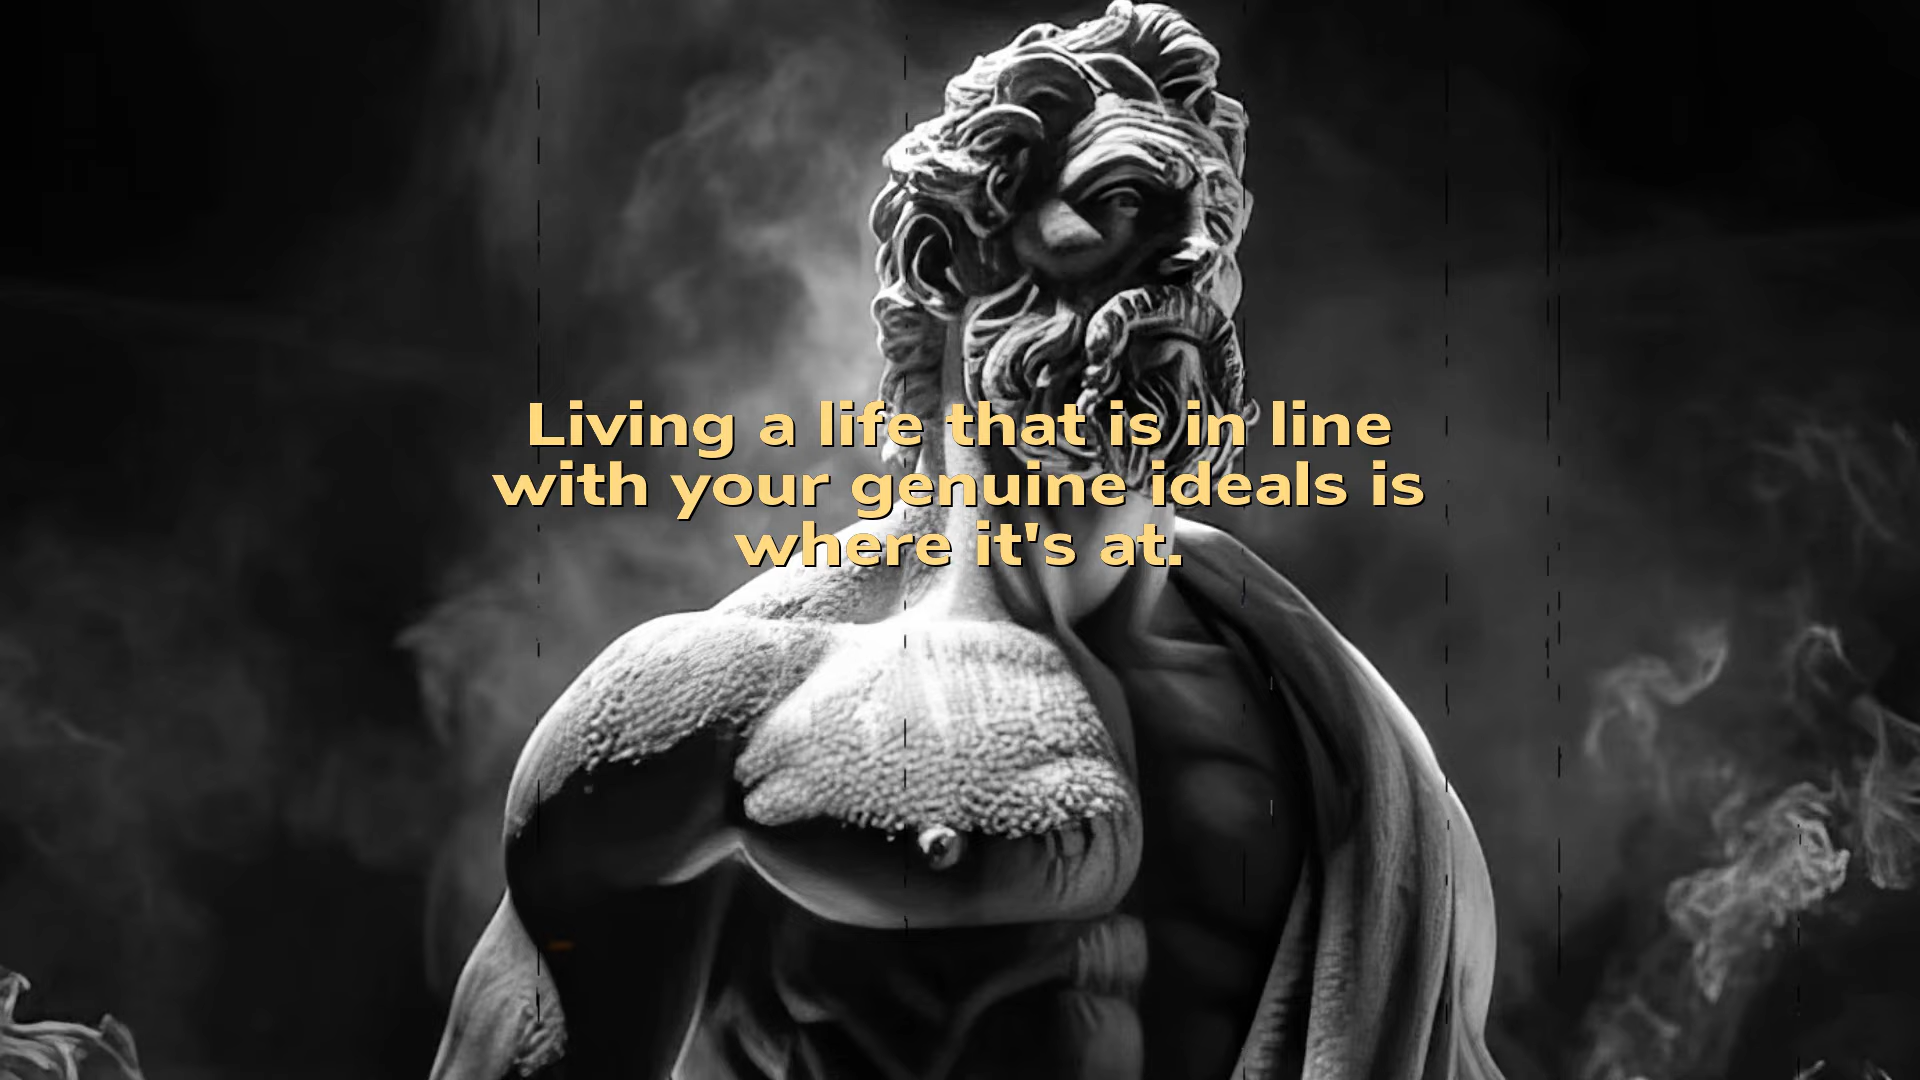 Living a life that is in line
with your genuine ideals is
where it's at.